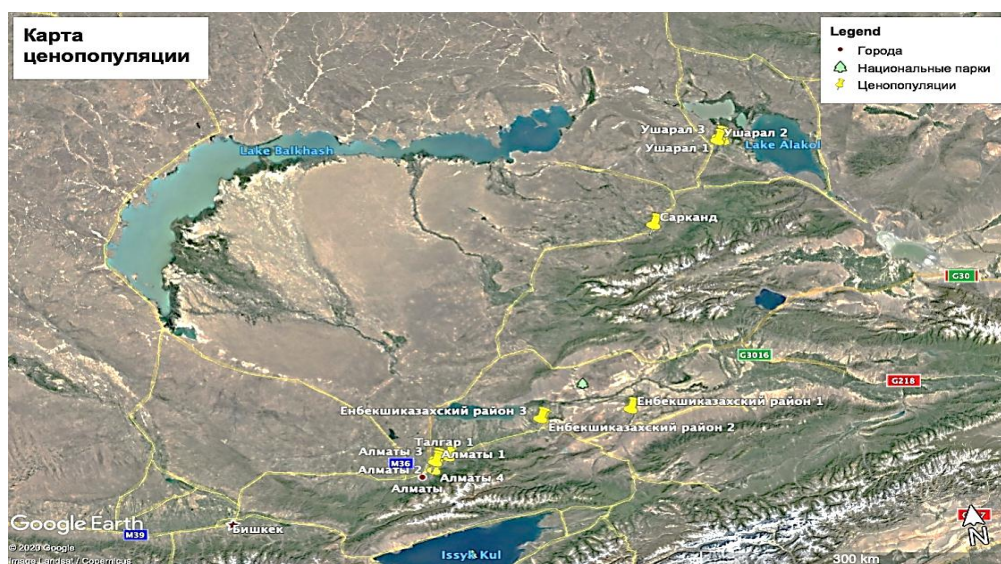 Карта
ценопопуляции
Legend
Города
Национальные парки
Ценопопуляции
Ушарал 3
Ушарал 2
Ушарал 1
Lake Alakol
Lake Balkhash
Сарканд
G30
G3016
G218
Енбекшиказахский район 1
Енбекшиказахский район 3
Енбекшиказахский район 2
Талгар 1
Алматы 3
Алматы 1
M36
Алматы 2
Алматы 4
Алматы
Google Earth
Бишкек
M39
© 2020 Google
Image Landsat / Copernicus
Issyk Kul
300 km
N